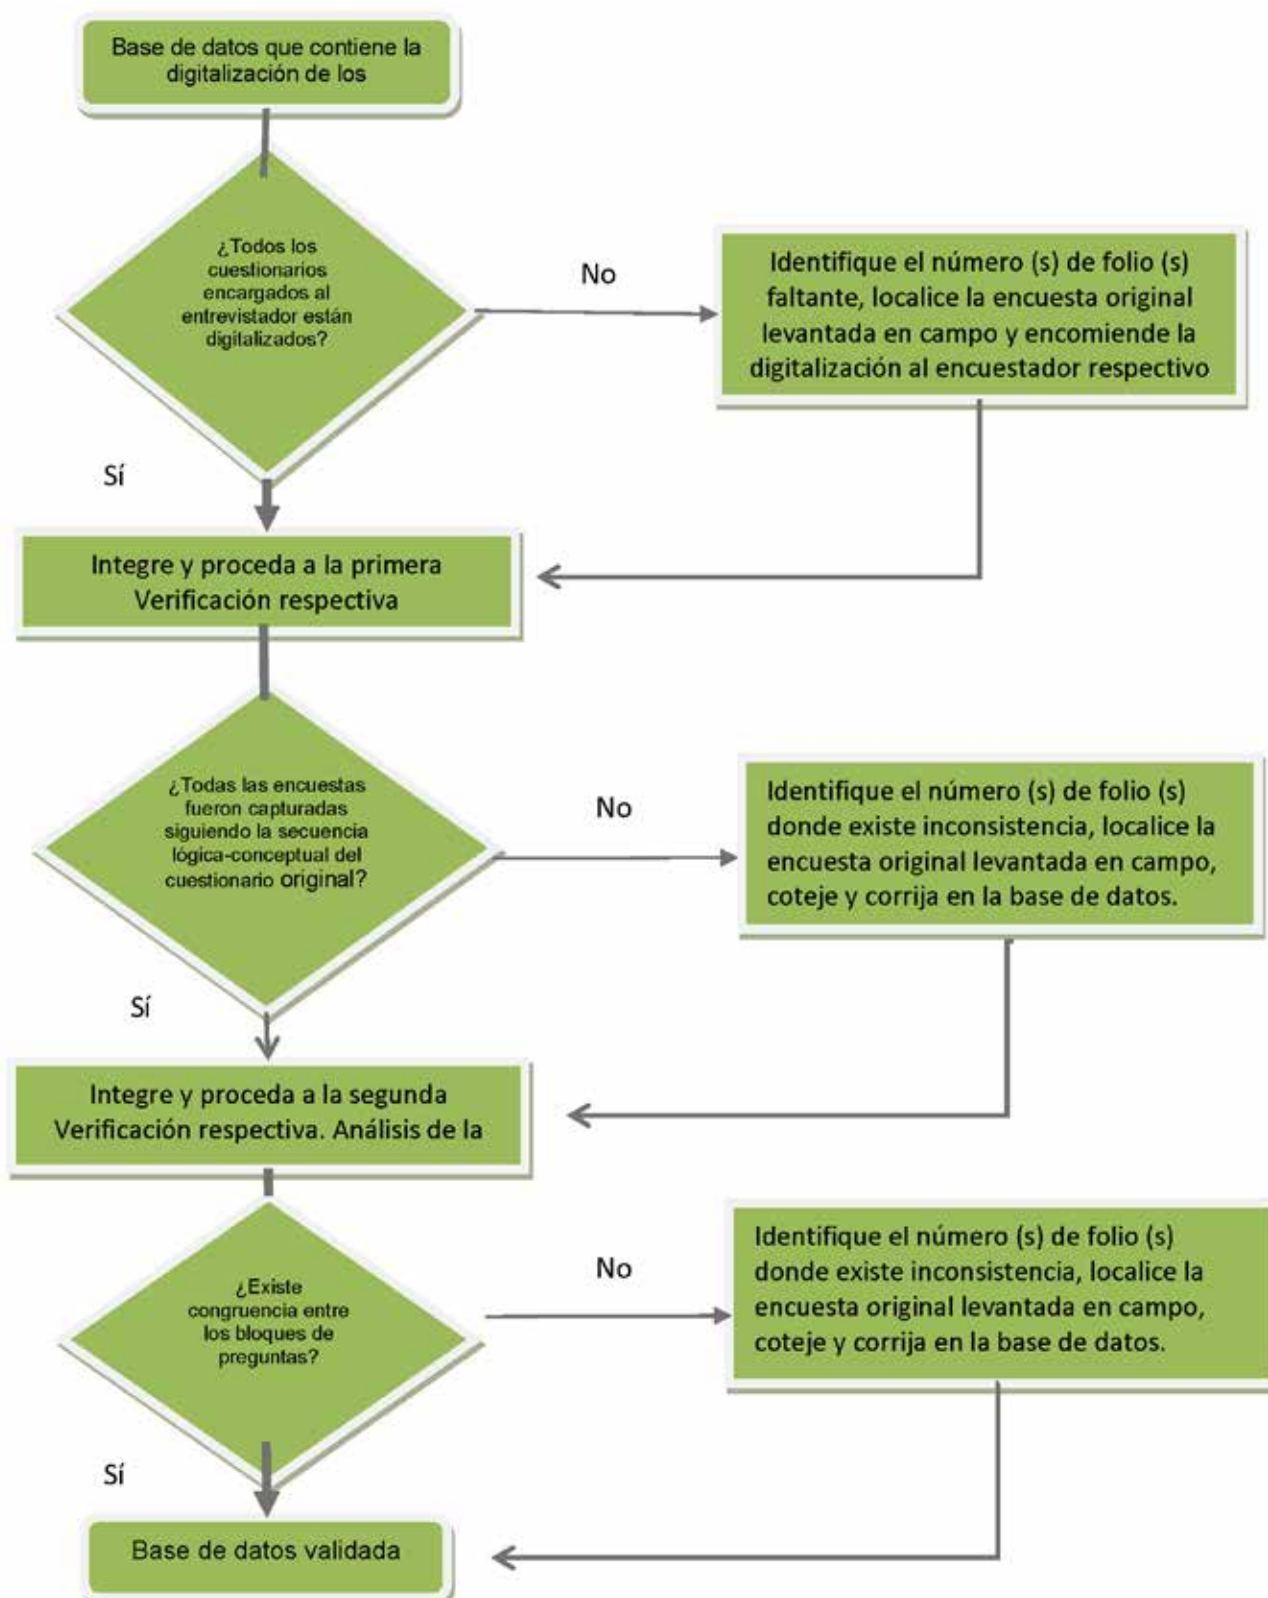 Base de datos que contiene la
digitalización de los
¿Todos los
cuestionarios
encargados al
entrevistador están
digitalizados?
No
Identifique el número (s) de folio (s)
faltante, localice la encuesta original
levantada en campo y encomiende la
digitalización al encuestador respectivo
Sí
Integre y proceda a la primera
Verificación respectiva
¿Todas las encuestas
fueron capturadas
siguiendo la secuencia
lógica-conceptual del
cuestionario original?
No
Identifique el número (s) de folio (s)
donde existe inconsistencia, localice la
encuesta original levantada en campo,
coteje y corrija en la base de datos.
Sí
Integre y proceda a la segunda
Verificación respectiva. Análisis de la
¿Existe
congruencia entre
los bloques de
preguntas?
No
Identifique el número (s) de folio (s)
donde existe inconsistencia, localice la
encuesta original levantada en campo,
coteje y corrija en la base de datos.
Sí
Base de datos validada